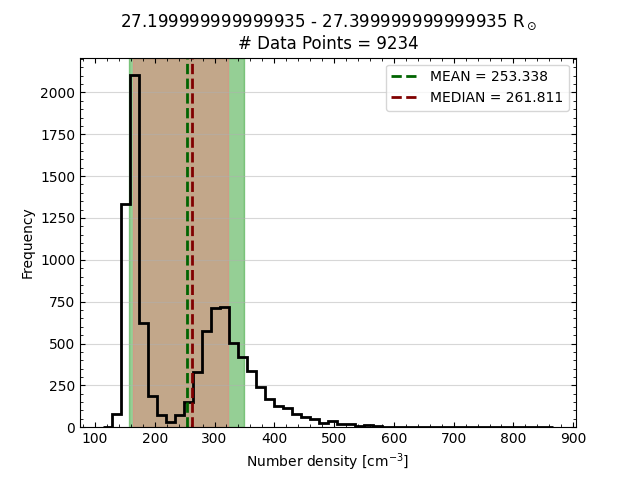 27.199999999999935 - 27.399999999999935 R⊙
# Data Points = 9234
MEAN = 253.338
MEDIAN = 261.811
Frequency
2000
1750
1500
1250
1000
750
500
250
0
100 200 300 400 500 600 700 800 900
Number density [cm⁻³]